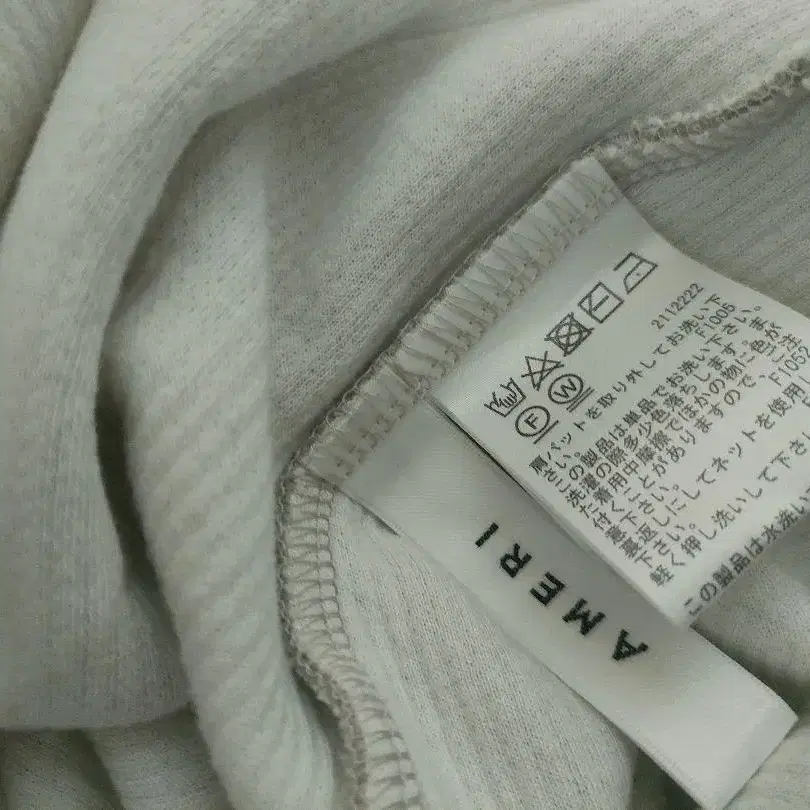 2112222
F W
F1005
肩パットを取り外してお洗い下
さい。
この製品は単品でお洗い下さい。
洗濯の際多少色落ちします。また
着用中摩擦でほかの物に色が
付くことがありますので、ご注
意下さい。
F1052
裏返しにしてネットを使用
下さい。
軽く押し洗いして下さ
この製品は水洗い
AMERI